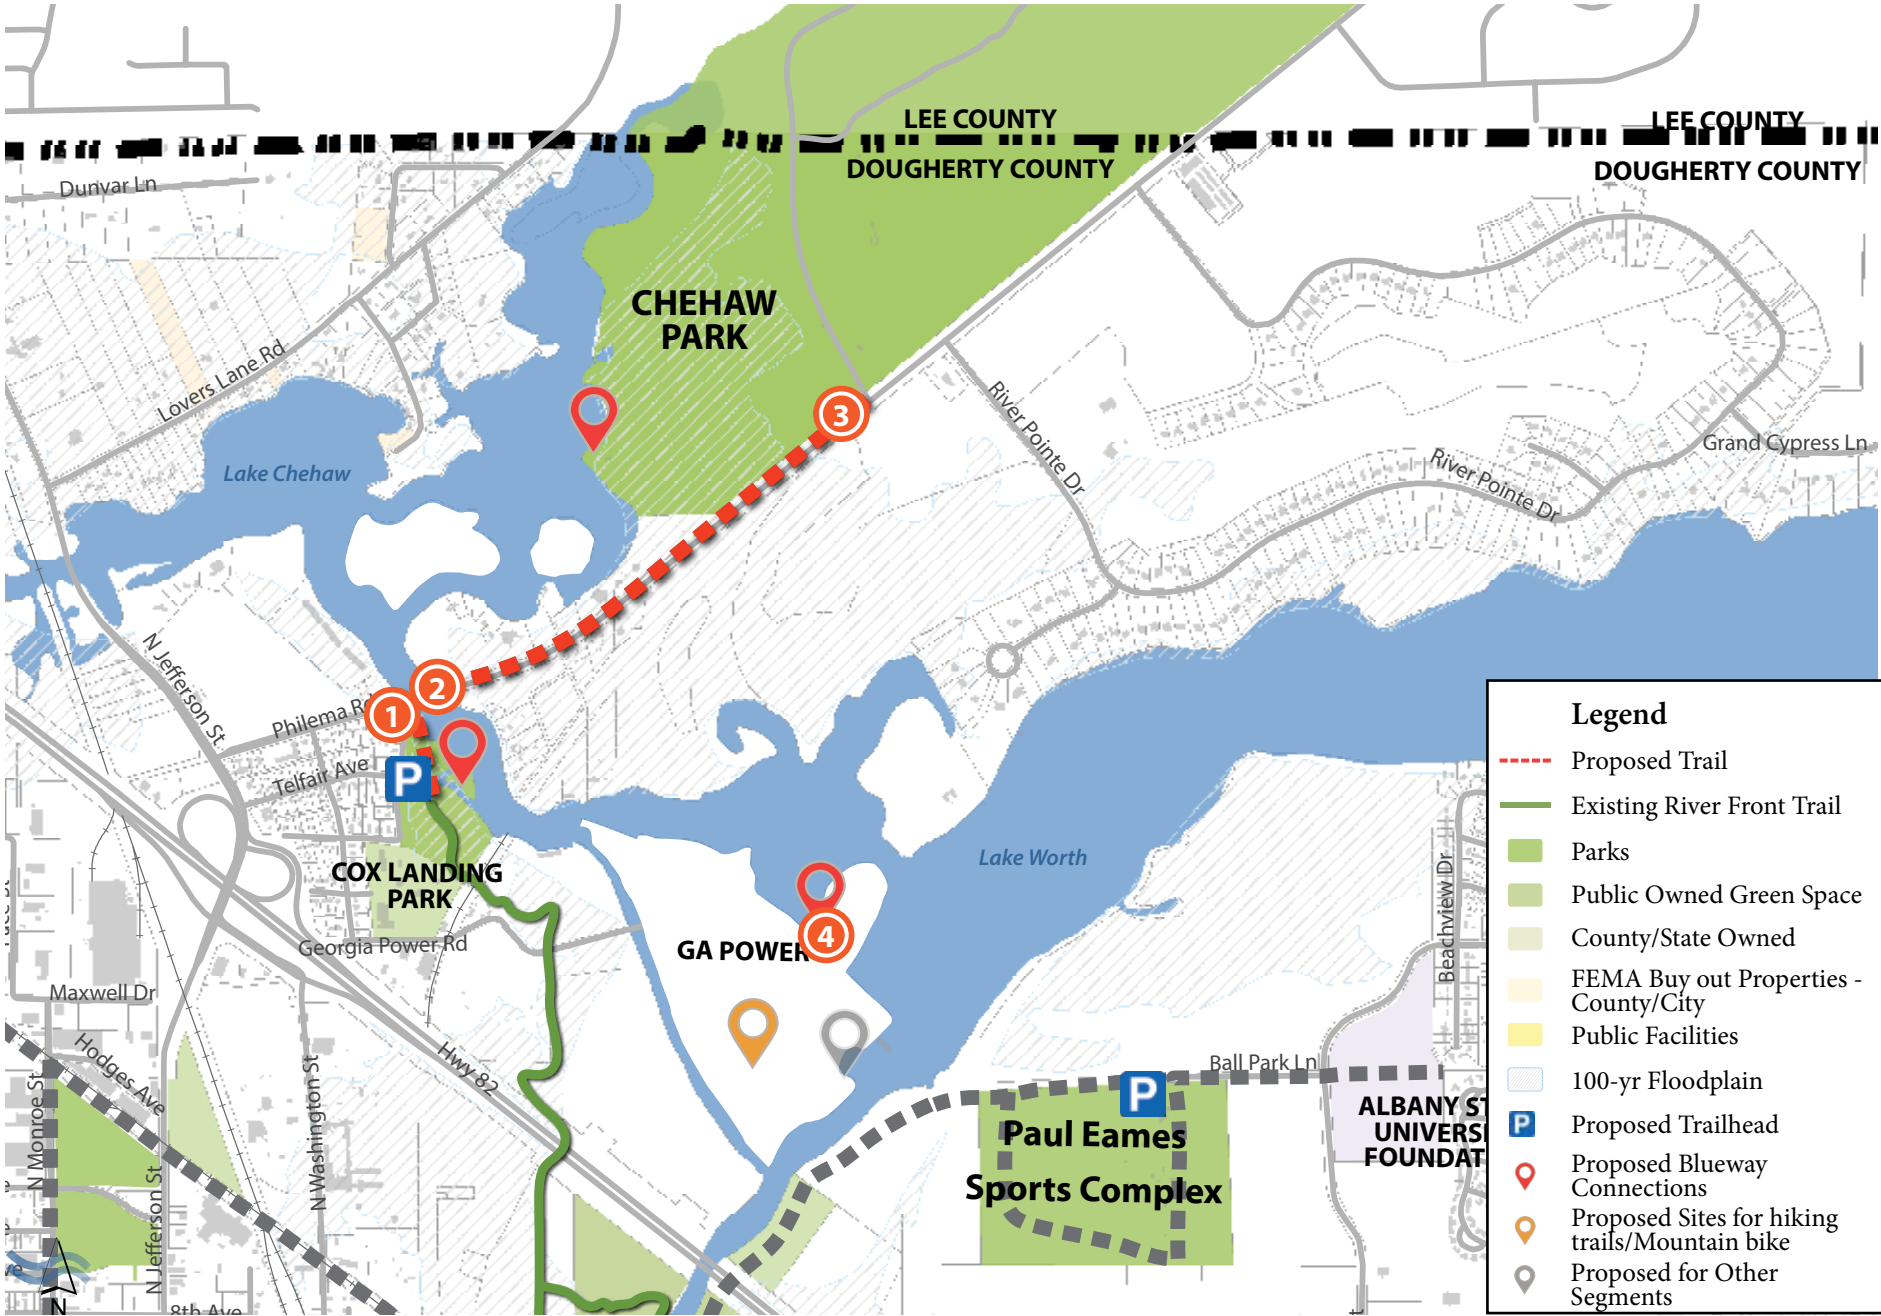 LEE COUNTY
DOUGHERTY COUNTY
LEE COUNTY
DOUGHERTY COUNTY
Dunvar Ln
CHEHAW
PARK
Lovers Lane Rd
Lake Chehaw
3
River Pointe Dr
River Pointe Dr
Grand Cypress Ln
N Jefferson St
Philema Rd
2
1
Telfair Ave
P
COX LANDING
PARK
Georgia Power Rd
Lake Worth
GA POWER
4
Maxwell Dr
Hodges Ave
N Monroe St
N Jefferson St
N Washington St
Hwy 82
8th Ave
Ball Park Ln
Beachview Dr
P
Paul Eames
Sports Complex
ALBANY ST
UNIVERSI
FOUNDAT
Legend
Proposed Trail
Existing River Front Trail
Parks
Public Owned Green Space
County/State Owned
FEMA Buy out Properties -
County/City
Public Facilities
100-yr Floodplain
P
Proposed Trailhead
Proposed Blueway
Connections
Proposed Sites for hiking
trails/Mountain bike
Proposed for Other
Segments
N